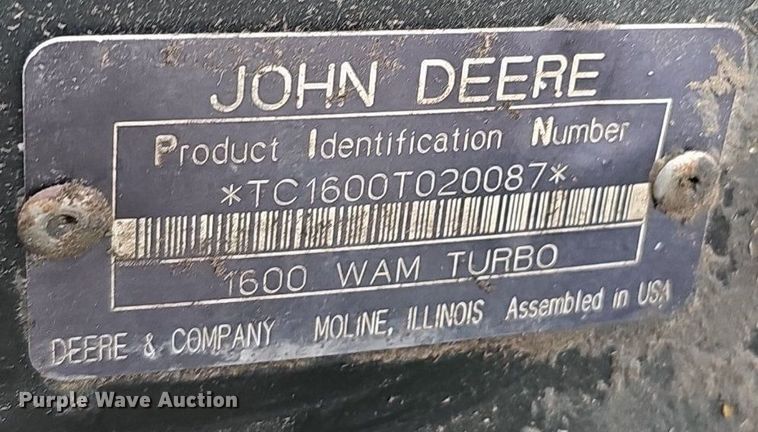 JOHN DEERE
Product Identification Number
*TC1600T020087*
1600 WAM TURBO
DEERE & COMPANY MOLINE, ILLINOIS Assembled in USA
Purple Wave Auction